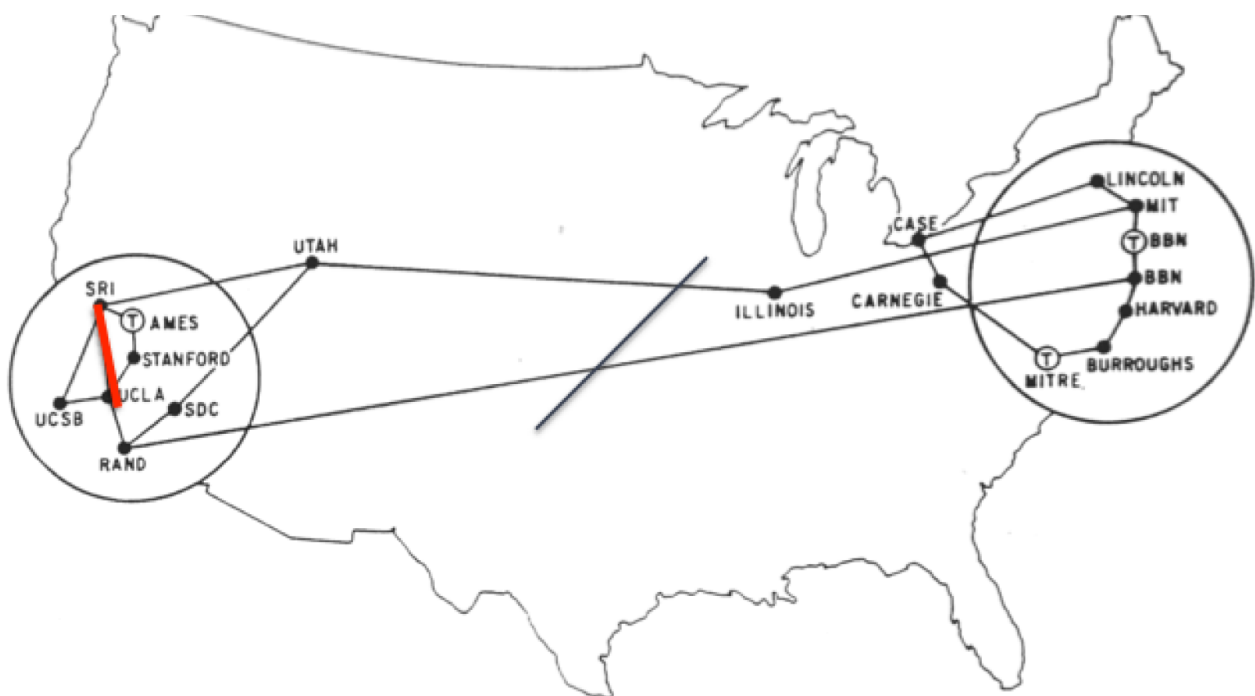 LINCOLN
MIT
CASE
T BBN
UTAH
BBN
SRI
ILLINOIS
CARNEGIE
HARVARD
T AMES
STANFORD
T
BURROUGHS
MITRE
UCLA
SDC
UCSB
RAND